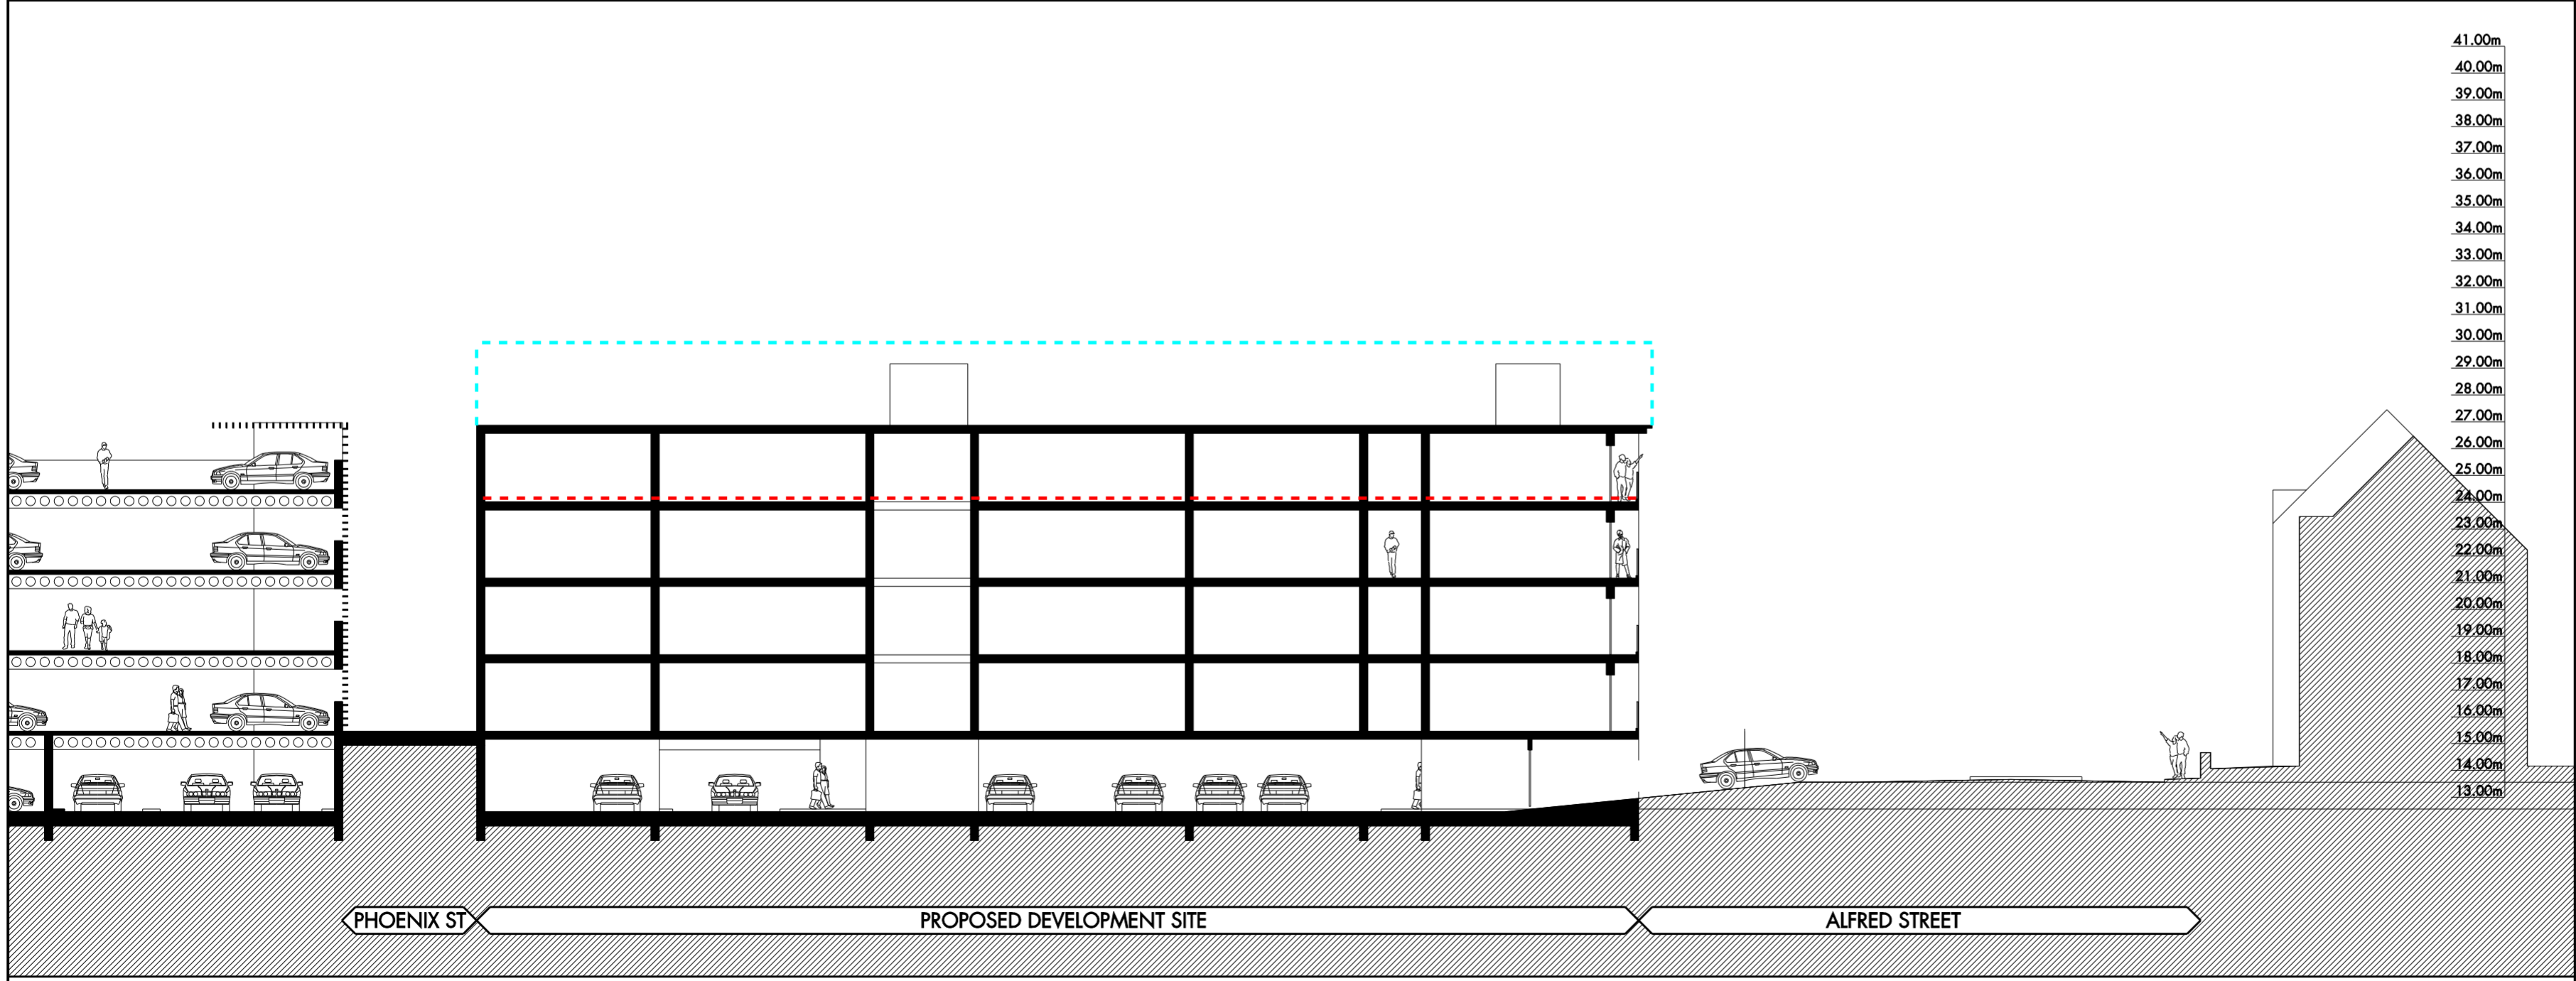 41.00m
40.00m
39.00m
38.00m
37.00m
36.00m
35.00m
34.00m
33.00m
32.00m
31.00m
30.00m
29.00m
28.00m
27.00m
26.00m
25.00m
24.00m
23.00m
22.00m
21.00m
20.00m
19.00m
18.00m
17.00m
16.00m
15.00m
14.00m
13.00m
PHOENIX ST
PROPOSED DEVELOPMENT SITE
ALFRED STREET